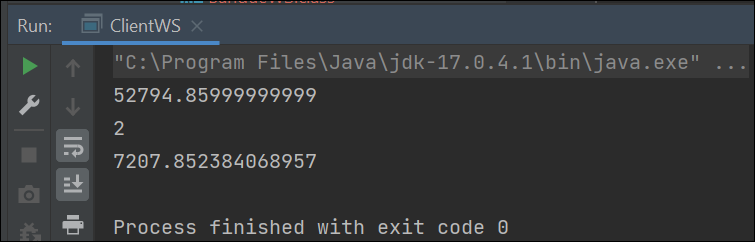 Run: ClientWS
"C:\Program Files\Java\jdk-17.0.4.1\bin\java.exe" ...
52794.85999999999
2
7207.852384068957
Process finished with exit code 0